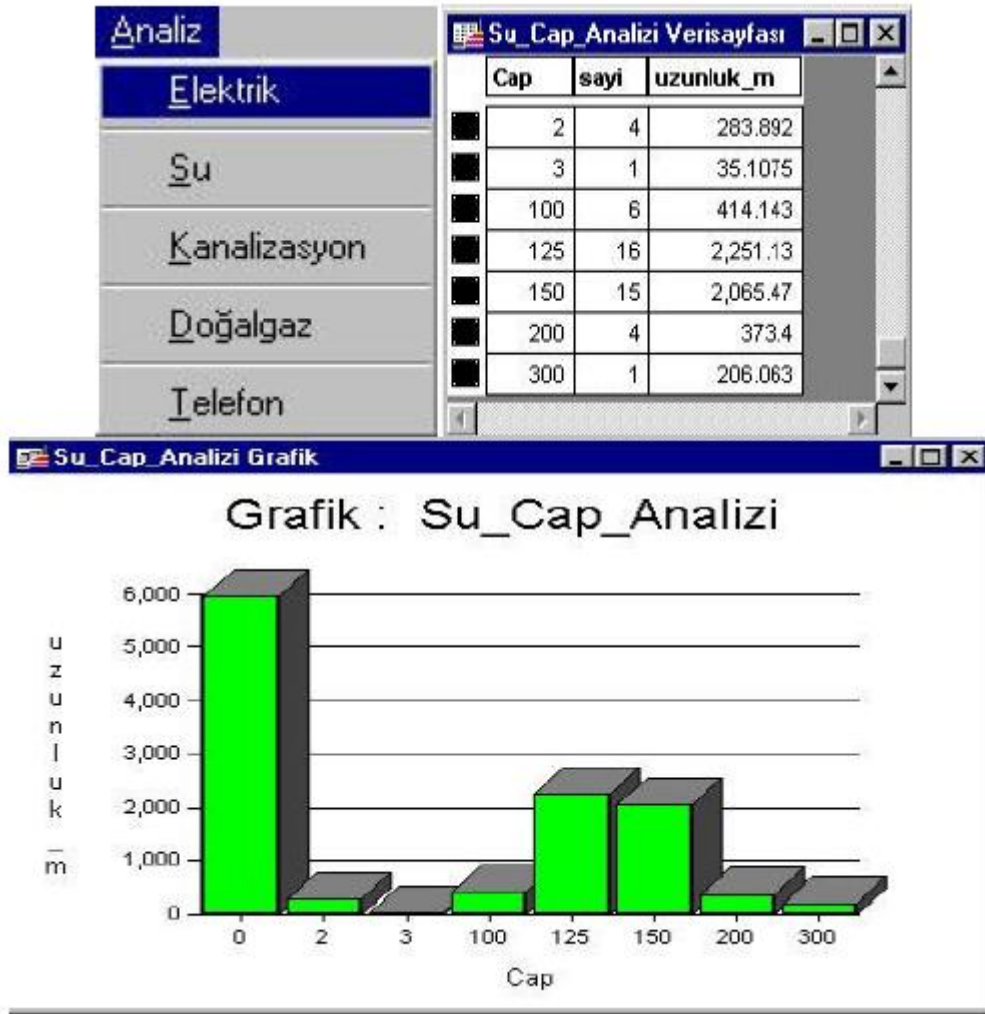 Analiz
Elektrik
Su
Kanalizasyon
Doğalgaz
Telefon
Su_Cap_Analizi Verisayfası
Cap sayi uzunluk_m
2 4 283.892
3 1 35.1075
100 6 414.143
125 16 2,251.13
150 15 2,065.47
200 4 373.4
300 1 206.063
Su_Cap_Analizi Grafik
Grafik : Su_Cap_Analizi
uzunluk_m
6,000
5,000
4,000
3,000
2,000
1,000
0
0 2 3 100 125 150 200 300
Cap